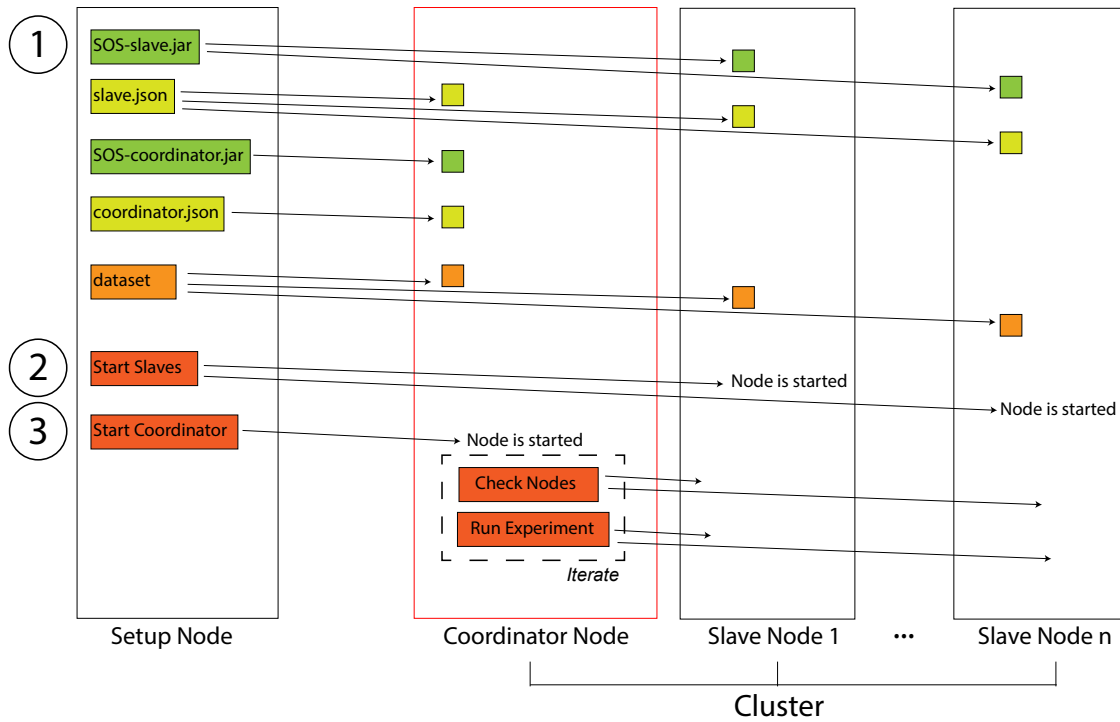 1
SOS-slave.jar
slave.json
SOS-coordinator.jar
coordinator.json
dataset
2
Start Slaves
Node is started
Node is started
3
Start Coordinator
Node is started
Check Nodes
Run Experiment
Iterate
Setup Node
Coordinator Node
Slave Node 1
...
Slave Node n
Cluster